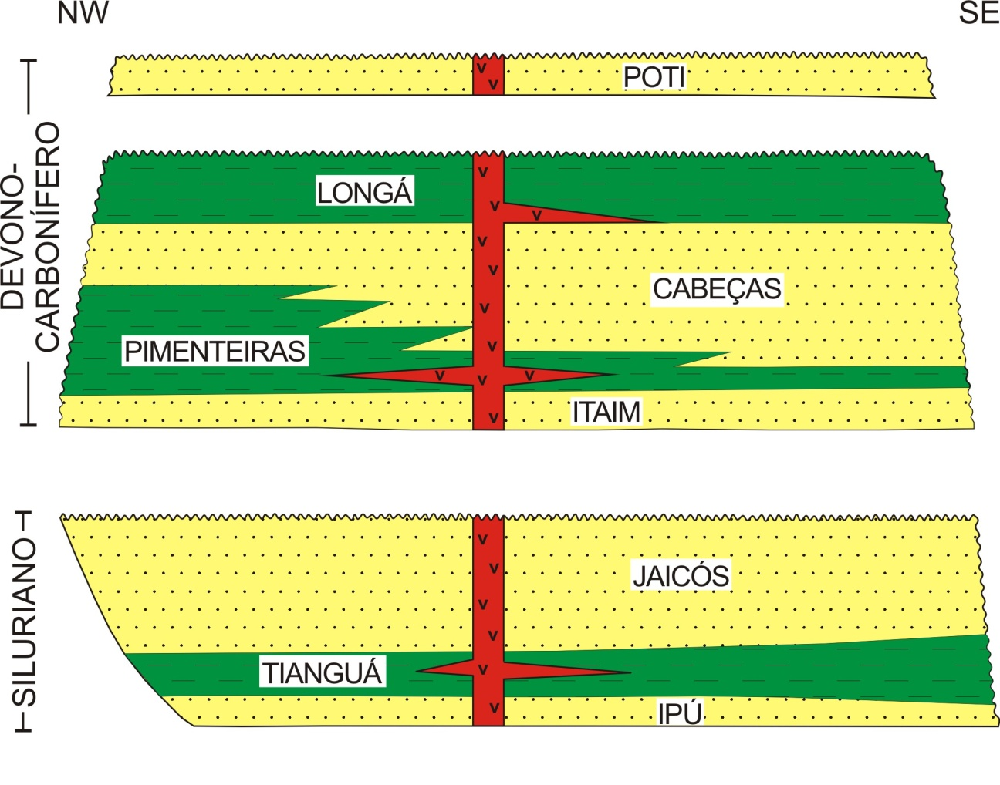 NW
SE
POTI
DEVONO-
CARBONÍFERO
LONGÁ
CABEÇAS
PIMENTEIRAS
ITAIM
SILURIANO
JAICÓS
TIANGUÁ
IPÚ